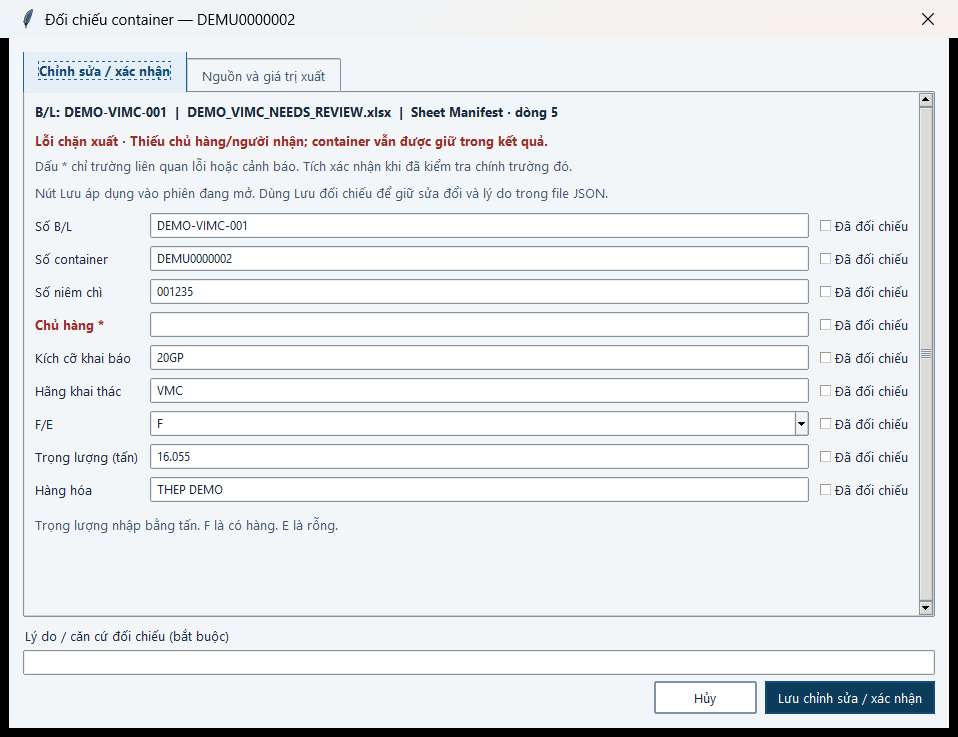 Đối chiếu container — DEMU0000002
Chỉnh sửa / xác nhận
Nguồn và giá trị xuất
B/L: DEMO-VIMC-001 | DEMO_VIMC_NEEDS_REVIEW.xlsx | Sheet Manifest · dòng 5
Lỗi chặn xuất · Thiếu chủ hàng/người nhận; container vẫn được giữ trong kết quả.
Dấu * chỉ trường liên quan lỗi hoặc cảnh báo. Tích xác nhận khi đã kiểm tra chính trường đó.
Nút Lưu áp dụng vào phiên đang mở. Dùng Lưu đối chiếu để giữ sửa đổi và lý do trong file JSON.
Số B/L DEMO-VIMC-001 Đã đối chiếu
Số container DEMU0000002 Đã đối chiếu
Số niêm chì 001235 Đã đối chiếu
Chủ hàng * Đã đối chiếu
Kích cỡ khai báo 20GP Đã đối chiếu
Hãng khai thác VMC Đã đối chiếu
F/E F Đã đối chiếu
Trọng lượng (tấn) 16.055 Đã đối chiếu
Hàng hóa THEP DEMO Đã đối chiếu
Trọng lượng nhập bằng tấn. F là có hàng. E là rỗng.
Lý do / căn cứ đối chiếu (bắt buộc)
Hủy
Lưu chỉnh sửa / xác nhận